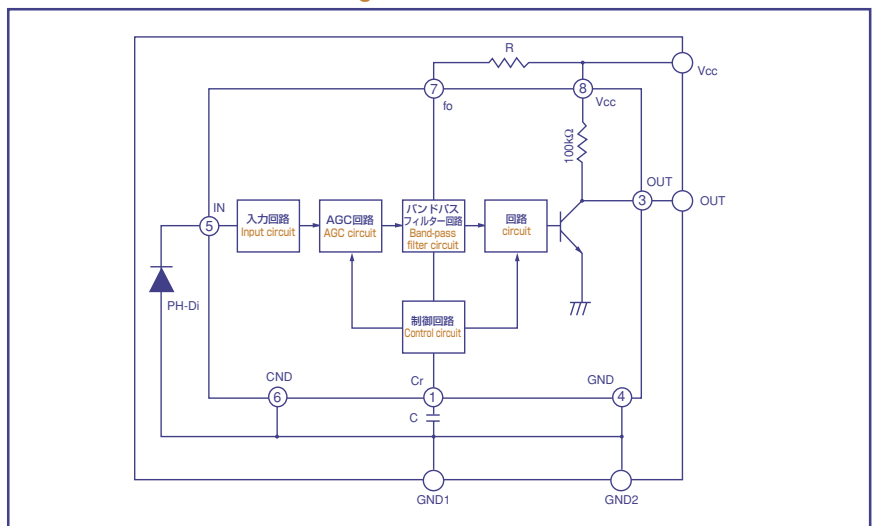 R
Vcc
7
fo
8
Vcc
100kΩ
OUT
3
OUT
IN
5
入力回路
Input circuit
AGC回路
AGC circuit
バンドパス
フィルター回路
Band-pass
filter circuit
回路
circuit
PH-Di
制御回路
Control circuit
CND
6
Cr
1
C
GND
4
GND1
GND2